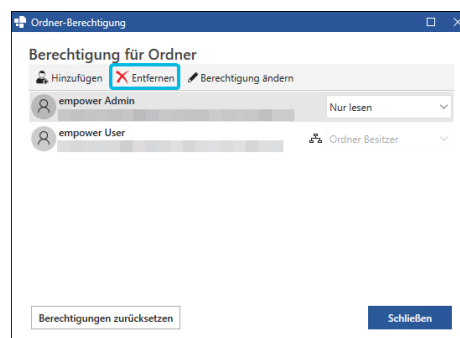 Ordner-Berechtigung
Berechtigung für Ordner
Hinzufügen Entfernen Berechtigung ändern
empower Admin
Nur lesen
empower User
Ordner Besitzer
Berechtigungen zurücksetzen Schließen